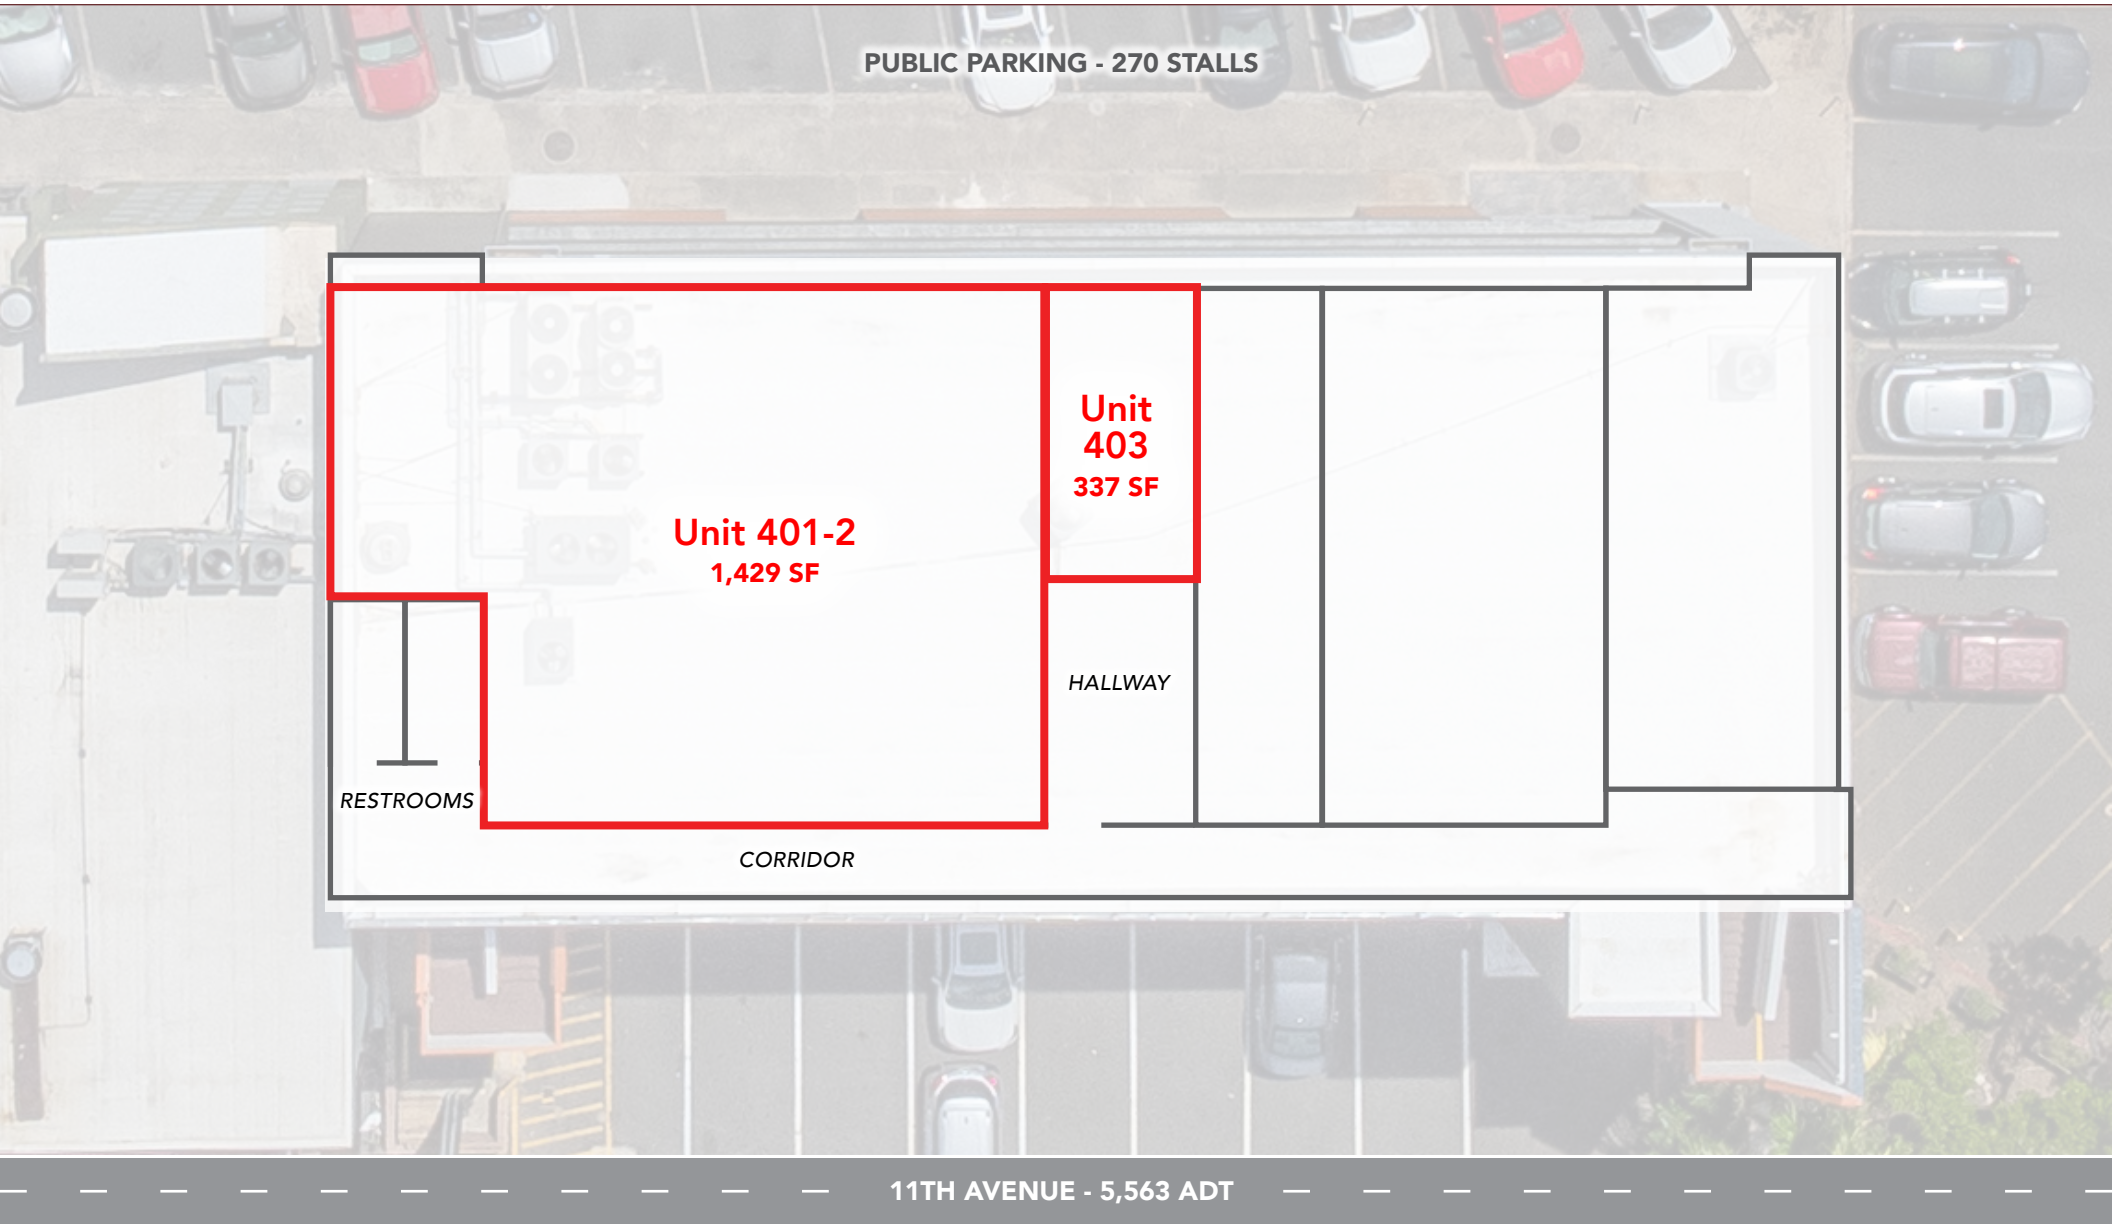 PUBLIC PARKING - 270 STALLS
Unit
403
337 SF
Unit 401-2
1,429 SF
HALLWAY
RESTROOMS
CORRIDOR
11TH AVENUE - 5,563 ADT